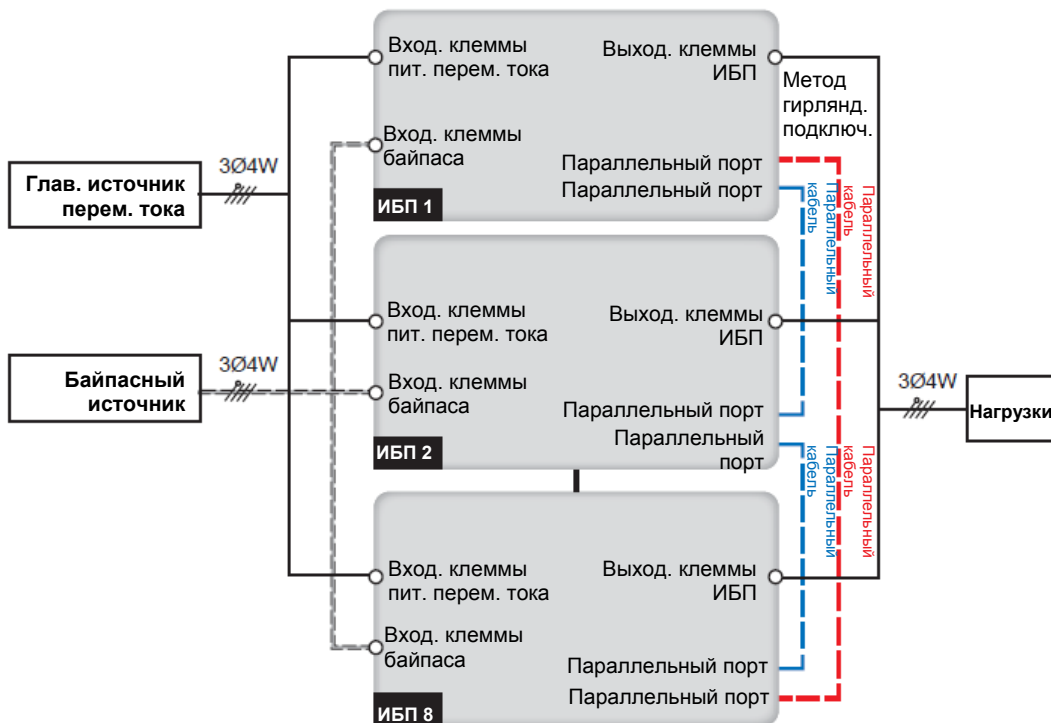 Вход. клеммы
пит. перем. тока
Выход. клеммы
ИБП
Метод
гирлянд.
подключ.
Вход. клеммы
байпаса
Параллельный порт
Параллельный порт
ИБП 1
3Ø4W
Глав. источник
перем. тока
Параллельный
кабель
Параллельный
кабель
Вход. клеммы
пит. перем. тока
Выход. клеммы
ИБП
3Ø4W
Байпасный
источник
Вход. клеммы
байпаса
Параллельный порт
Параллельный
порт
ИБП 2
3Ø4W
Нагрузки
Параллельный
кабель
Параллельный
кабель
Вход. клеммы
пит. перем. тока
Выход. клеммы
ИБП
Вход. клеммы
байпаса
Параллельный порт
Параллельный порт
ИБП 8